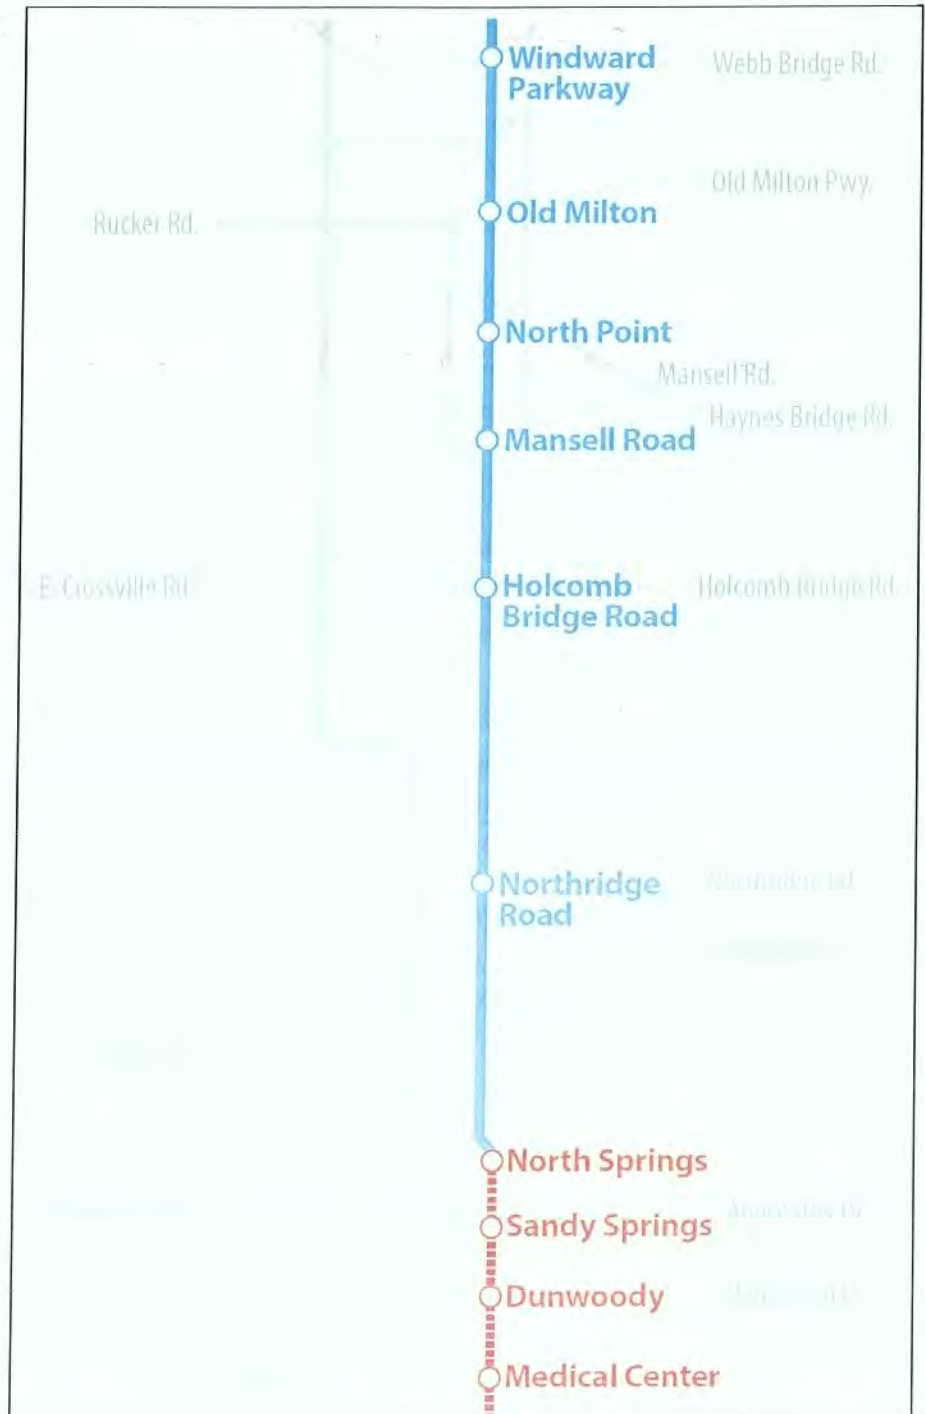 Windward
Parkway
Webb Bridge Rd.
Old Milton Pwy.
Old Milton
Rucker Rd.
North Point
Mansell Rd.
Haynes Bridge Rd.
Mansell Road
E-Crossville Rd
Holcomb
Bridge Road
Holcomb Bridge Rd.
Northridge
Road
North Springs
Sandy Springs
Dunwoody
Medical Center